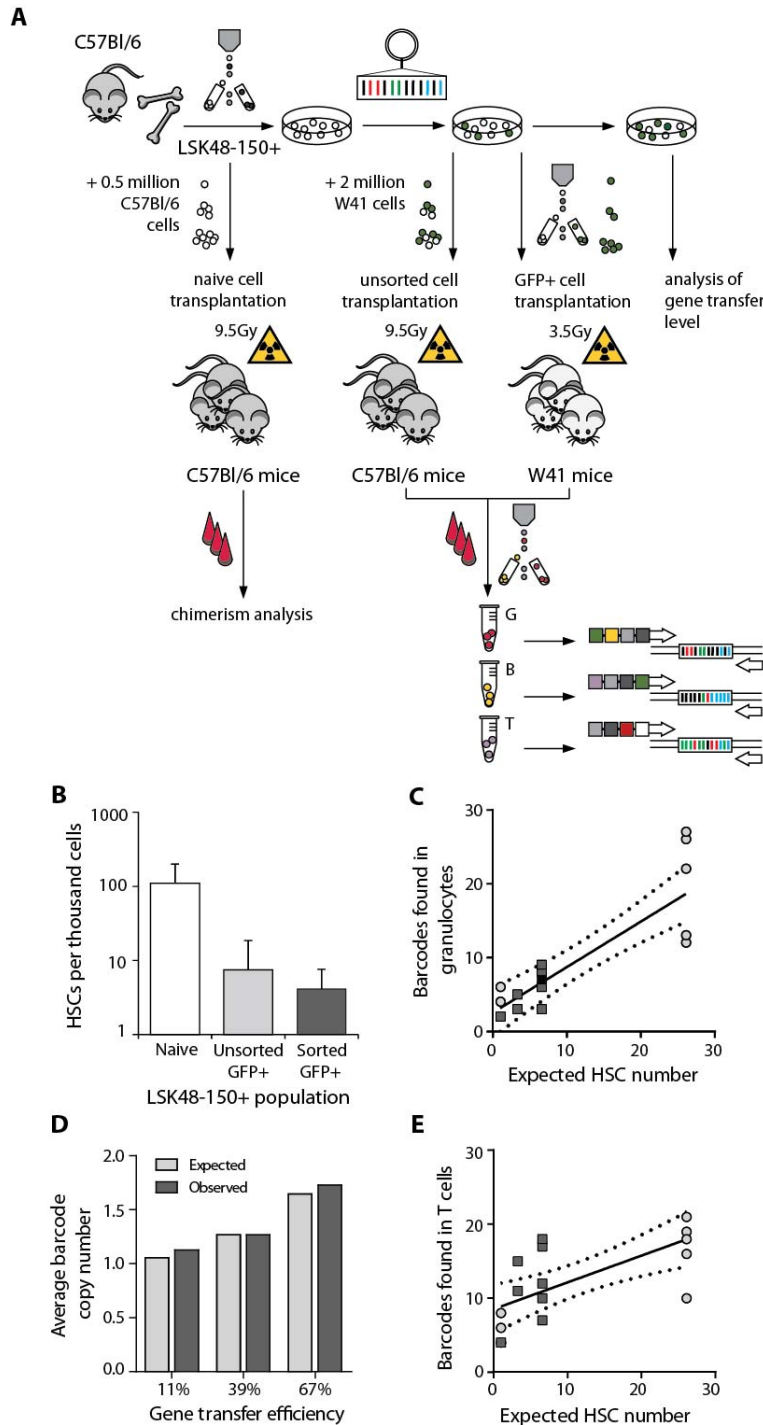 A
C57Bl/6
LSK48-150+
+ 0.5 million
C57Bl/6
cells
+ 2 million
W41 cells
naive cell
transplantation
unsorted cell
transplantation
GFP+ cell
transplantation
analysis of
gene transfer
level
9.5Gy
9.5Gy
3.5Gy
C57Bl/6 mice
C57Bl/6 mice
W41 mice
chimerism analysis
G
B
T
B
HSCs per thousand cells
1000
100
10
1
Naive
Unsorted
GFP+
Sorted
GFP+
LSK48-150+ population
C
Barcodes found in
granulocytes
30
20
10
0
0
10
20
30
Expected HSC number
D
Average barcode
copy number
2.0
1.5
1.0
0.5
0.0
Expected
Observed
11%
39%
67%
Gene transfer efficiency
E
Barcodes found in T cells
30
20
10
0
0
10
20
30
Expected HSC number